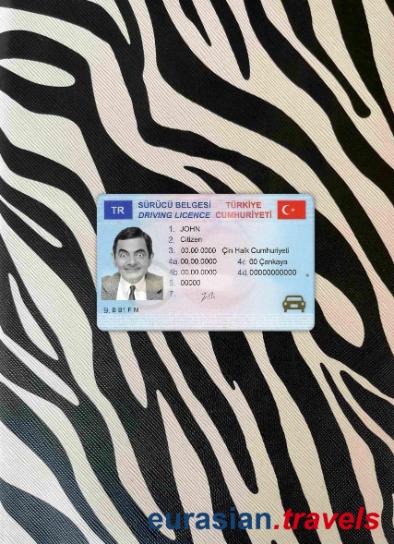 TR SÜRÜCÜ BELGESİ TÜRKİYE
DRIVING LICENCE CUMHURİYETİ
1. JOHN
2. Citizen
3. 00.00.0000 Çin Halk Cumhuriyeti
4a. 00.00.0000 4c. 00 Çankaya
4b. 00.00.0000 4d. 00000000000
5. 00000
7.
9. B B1 F M
eurasian.travels